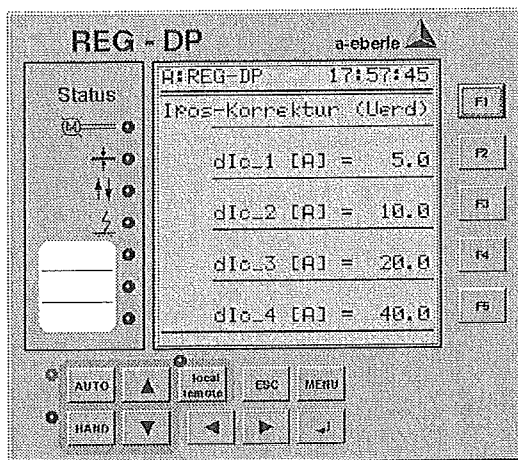 REG - DP
a-eberle
Status
A:REG-DP 17:57:45
Ipos-Korrektur (Uerd)
dIc_1 [A] = 5.0
dIc_2 [A] = 10.0
dIc_3 [A] = 20.0
dIc_4 [A] = 40.0
M
F1
F2
F3
F4
F5
AUTO
local
remote
ESC
MENU
HAND